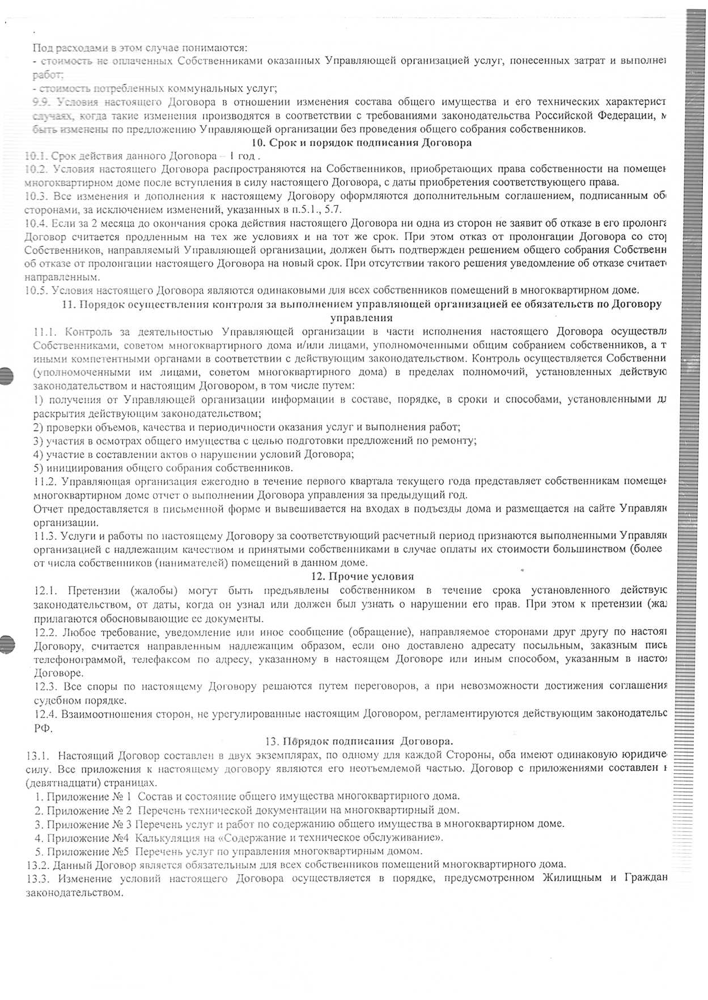 Под расходами в этом случае понимаются:
- стоимость не оплаченных Собственниками оказанных Управляющей организацией услуг, понесенных затрат и выполне
работ;
- стоимость потребленных коммунальных услуг;
9.9. Условия настоящего Договора в отношении изменения состава общего имущества и его технических характерист
случаях, когда такие изменения производятся в соответствии с требованиями законодательства Российской Федерации, м
быть изменены по предложению Управляющей организации без проведения общего собрания собственников.
10. Срок и порядок подписания Договора
10.1. Срок действия данного Договора – 1 год .
10.2. Условия настоящего Договора распространяются на Собственников, приобретающих права собственности на помещен
многоквартирном доме после вступления в силу настоящего Договора, с даты приобретения соответствующего права.
10.3. Все изменения и дополнения к настоящему Договору оформляются дополнительным соглашением, подписанным об
сторонами, за исключением изменений, указанных в п.5.1., 5.7.
10.4. Если за 2 месяца до окончания срока действия настоящего Договора ни одна из сторон не заявит об отказе в его пролонга
Договор считается продленным на тех же условиях и на тот же срок. При этом отказ от пролонгации Договора со стор
Собственников, направляемый Управляющей организации, должен быть подтвержден решением общего собрания Собственн
об отказе от пролонгации настоящего Договора на новый срок. При отсутствии такого решения уведомление об отказе считает
направленным.
10.5. Условия настоящего Договора являются одинаковыми для всех собственников помещений в многоквартирном доме.
11. Порядок осуществления контроля за выполнением управляющей организацией ее обязательств по Договору
управления
11.1. Контроль за деятельностью Управляющей организации в части исполнения настоящего Договора осуществля
Собственниками, советом многоквартирного дома и/или лицами, уполномоченными общим собранием собственников, а т
иными компетентными органами в соответствии с действующим законодательством. Контроль осуществляется Собственни
(уполномоченными им лицами, советом многоквартирного дома) в пределах полномочий, установленных действую
законодательством и настоящим Договором, в том числе путем:
1) получения от Управляющей организации информации в составе, порядке, в сроки и способами, установленными дл
раскрытия действующим законодательством;
2) проверки объемов, качества и периодичности оказания услуг и выполнения работ;
3) участия в осмотрах общего имущества с целью подготовки предложений по ремонту;
4) участие в составлении актов о нарушении условий Договора;
5) инициирования общего собрания собственников.
11.2. Управляющая организация ежегодно в течение первого квартала текущего года представляет собственникам помещен
многоквартирном доме отчет о выполнении Договора управления за предыдущий год.
Отчет предоставляется в письменной форме и вывешивается на входах в подъезды дома и размещается на сайте Управляю
организации.
11.3. Услуги и работы по настоящему Договору за соответствующий расчетный период признаются выполненными Управляю
организацией с надлежащим качеством и принятыми собственниками в случае оплаты их стоимости большинством (более
от числа собственников (нанимателей) помещений в данном доме.
12. Прочие условия
12.1. Претензии (жалобы) могут быть предъявлены собственником в течение срока установленного действую
законодательством, от даты, когда он узнал или должен был узнать о нарушении его прав. При этом к претензии (жал
прилагаются обосновывающие ее документы.
12.2. Любое требование, уведомление или иное сообщение (обращение), направляемое сторонами друг другу по настоя
Договору, считается направленным надлежащим образом, если оно доставлено адресату посыльным, заказным пись
телефонограммой, телефаксом по адресу, указанному в настоящем Договоре или иным способом, указанным в насто
Договоре.
12.3. Все споры по настоящему Договору решаются путем переговоров, а при невозможности достижения соглашения
судебном порядке.
12.4. Взаимоотношения сторон, не урегулированные настоящим Договором, регламентируются действующим законодательс
РФ.
13. Порядок подписания Договора.
13.1. Настоящий Договор составлен в двух экземплярах, по одному для каждой Стороны, оба имеют одинаковую юридиче
силу. Все приложения к настоящему договору являются его неотъемлемой частью. Договор с приложениями составлен н
(девятнадцати) страницах.
1. Приложение № 1 Состав и состояние общего имущества многоквартирного дома.
2. Приложение № 2 Перечень технической документации на многоквартирный дом.
3. Приложение № 3 Перечень услуг и работ по содержанию общего имущества в многоквартирном доме.
4. Приложение №4 Калькуляция на «Содержание и техническое обслуживание».
5. Приложение №5 Перечень услуг по управления многоквартирным домом.
13.2. Данный Договор является обязательным для всех собственников помещений многоквартирного дома.
13.3. Изменение условий настоящего Договора осуществляется в порядке, предусмотренном Жилищным и Граждан
законодательством.